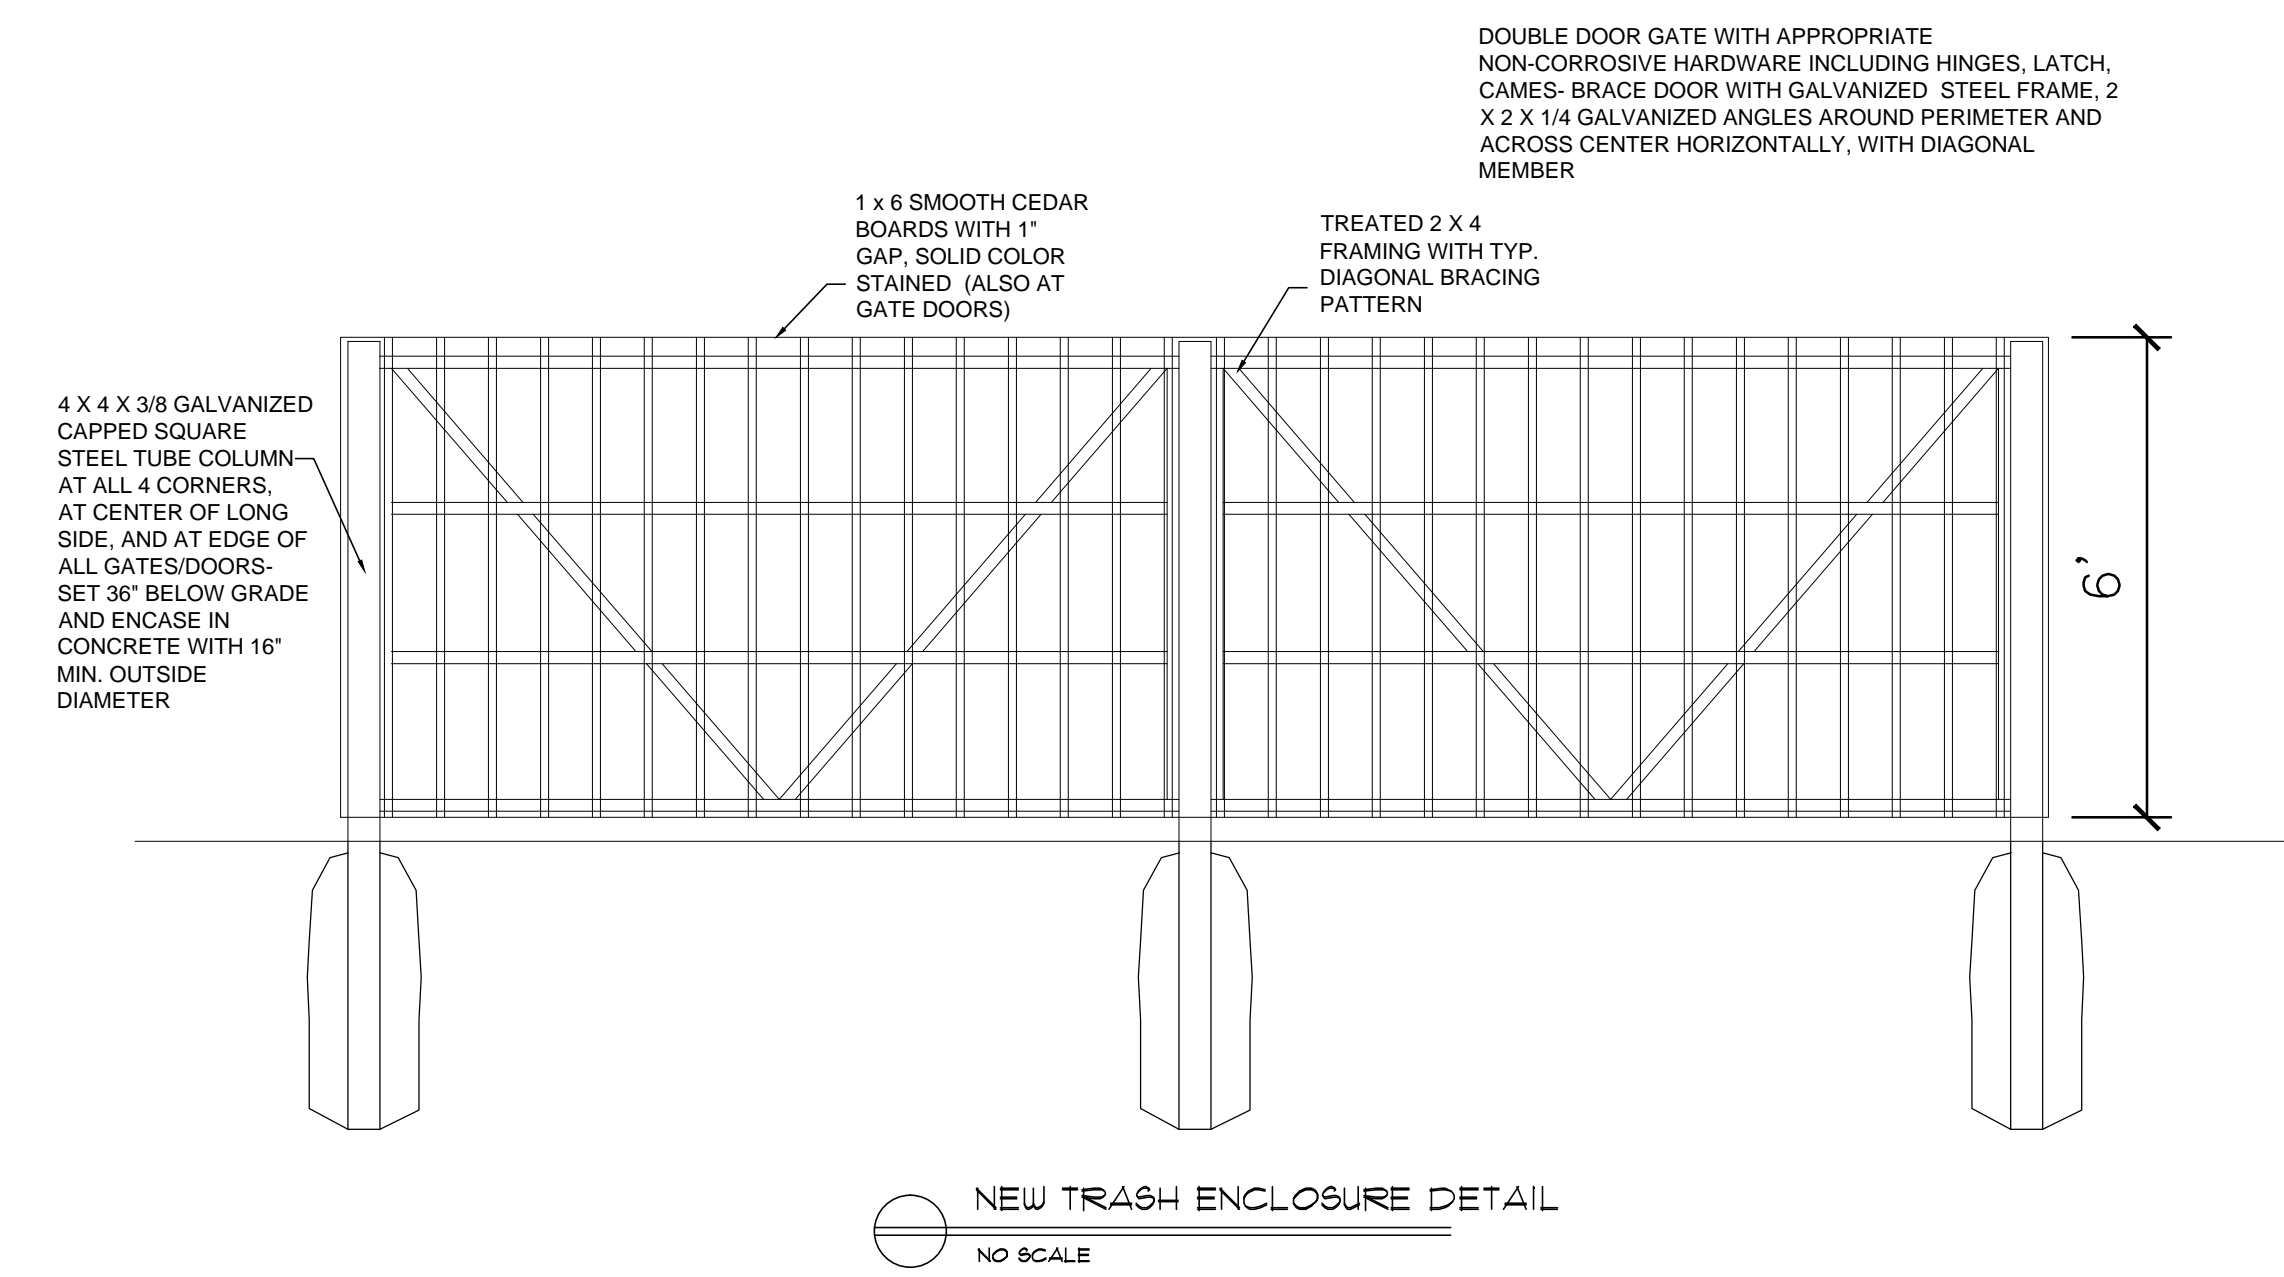 DOUBLE DOOR GATE WITH APPROPRIATE
NON-CORROSIVE HARDWARE INCLUDING HINGES, LATCH,
CAMES- BRACE DOOR WITH GALVANIZED STEEL FRAME, 2
X 2 X 1/4 GALVANIZED ANGLES AROUND PERIMETER AND
ACROSS CENTER HORIZONTALLY, WITH DIAGONAL
MEMBER
1 x 6 SMOOTH CEDAR
BOARDS WITH 1"
GAP, SOLID COLOR
STAINED (ALSO AT
GATE DOORS)
TREATED 2 X 4
FRAMING WITH TYP.
DIAGONAL BRACING
PATTERN
4 X 4 X 3/8 GALVANIZED
CAPPED SQUARE
STEEL TUBE COLUMN
AT ALL 4 CORNERS,
AT CENTER OF LONG
SIDE, AND AT EDGE OF
ALL GATES/DOORS-
SET 36" BELOW GRADE
AND ENCASE IN
CONCRETE WITH 16"
MIN. OUTSIDE
DIAMETER
6'
NEW TRASH ENCLOSURE DETAIL
NO SCALE